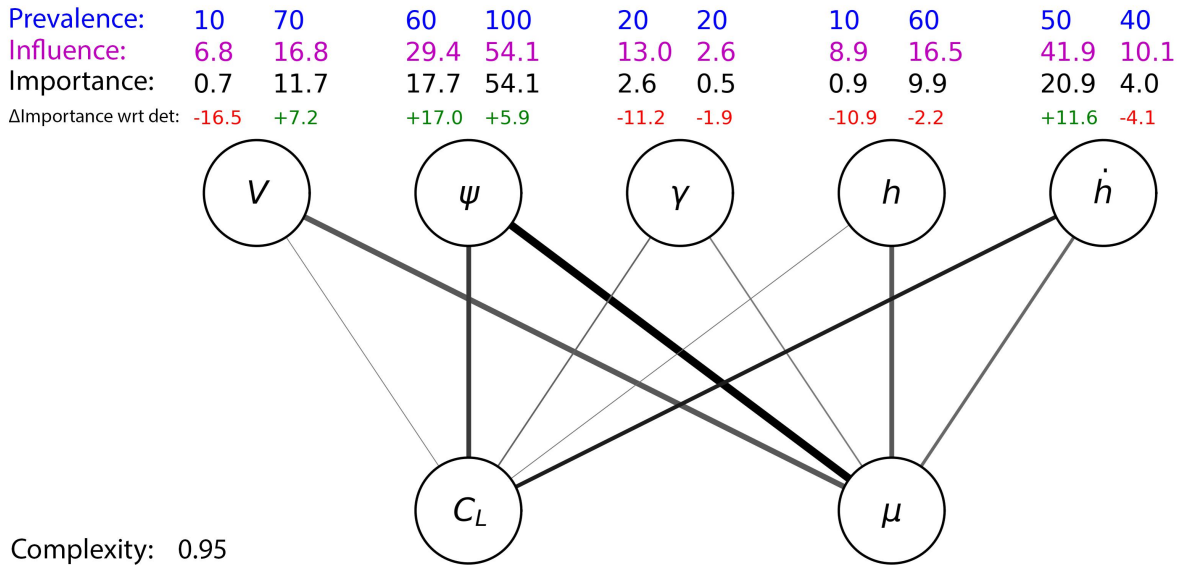 Prevalence: 10 70 60 100 20 20 10 60 50 40
Influence: 6.8 16.8 29.4 54.1 13.0 2.6 8.9 16.5 41.9 10.1
Importance: 0.7 11.7 17.7 54.1 2.6 0.5 0.9 9.9 20.9 4.0
ΔImportance wrt det: -16.5 +7.2 +17.0 +5.9 -11.2 -1.9 -10.9 -2.2 +11.6 -4.1
V ψ γ h ḣ
C_L μ
Complexity: 0.95